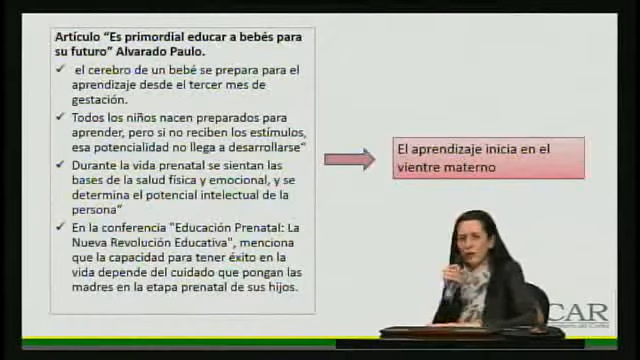 Artículo “Es primordial educar a bebés para
su futuro” Alvarado Paulo.
✓ el cerebro de un bebé se prepara para el
aprendizaje desde el tercer mes de
gestación.
✓ Todos los niños nacen preparados para
aprender, pero si no reciben los estímulos,
esa potencialidad no llega a desarrollarse“
✓ Durante la vida prenatal se sientan las
bases de la salud física y emocional, y se
determina el potencial intelectual de la
persona“
✓ En la conferencia "Educación Prenatal: La
Nueva Revolución Educativa", menciona
que la capacidad para tener éxito en la
vida depende del cuidado que pongan las
madres en la etapa prenatal de sus hijos.
El aprendizaje inicia en el
vientre materno
CAR